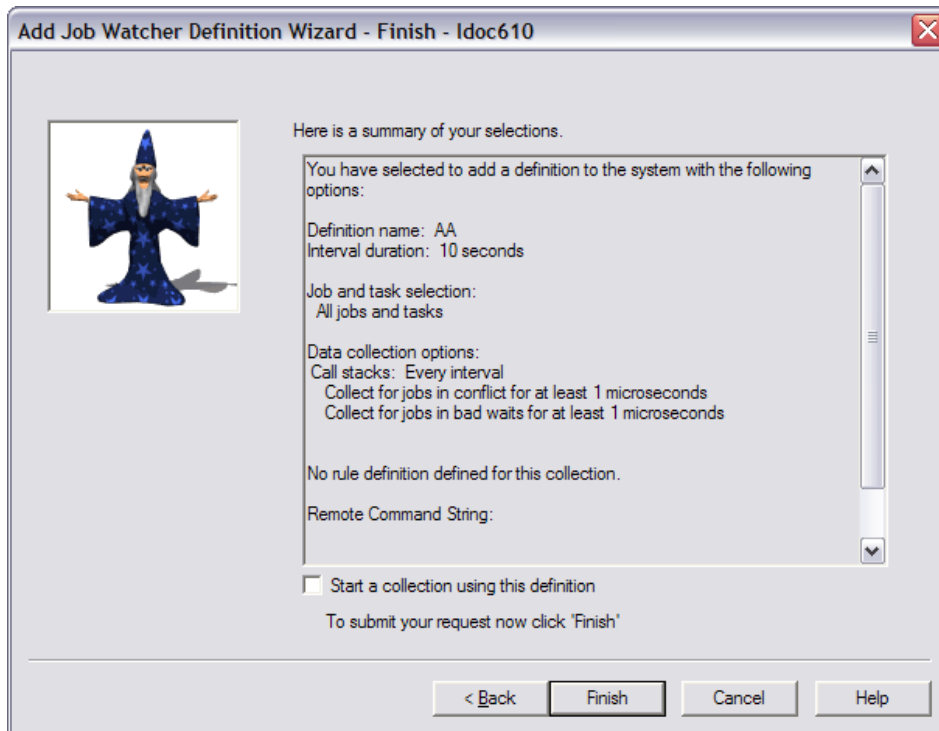 Add Job Watcher Definition Wizard - Finish - Idoc610
Here is a summary of your selections.
You have selected to add a definition to the system with the following
options:
Definition name: AA
Interval duration: 10 seconds
Job and task selection:
All jobs and tasks
Data collection options:
Call stacks: Every interval
Collect for jobs in conflict for at least 1 microseconds
Collect for jobs in bad waits for at least 1 microseconds
No rule definition defined for this collection.
Remote Command String:
Start a collection using this definition
To submit your request now click 'Finish'
< Back Finish Cancel Help